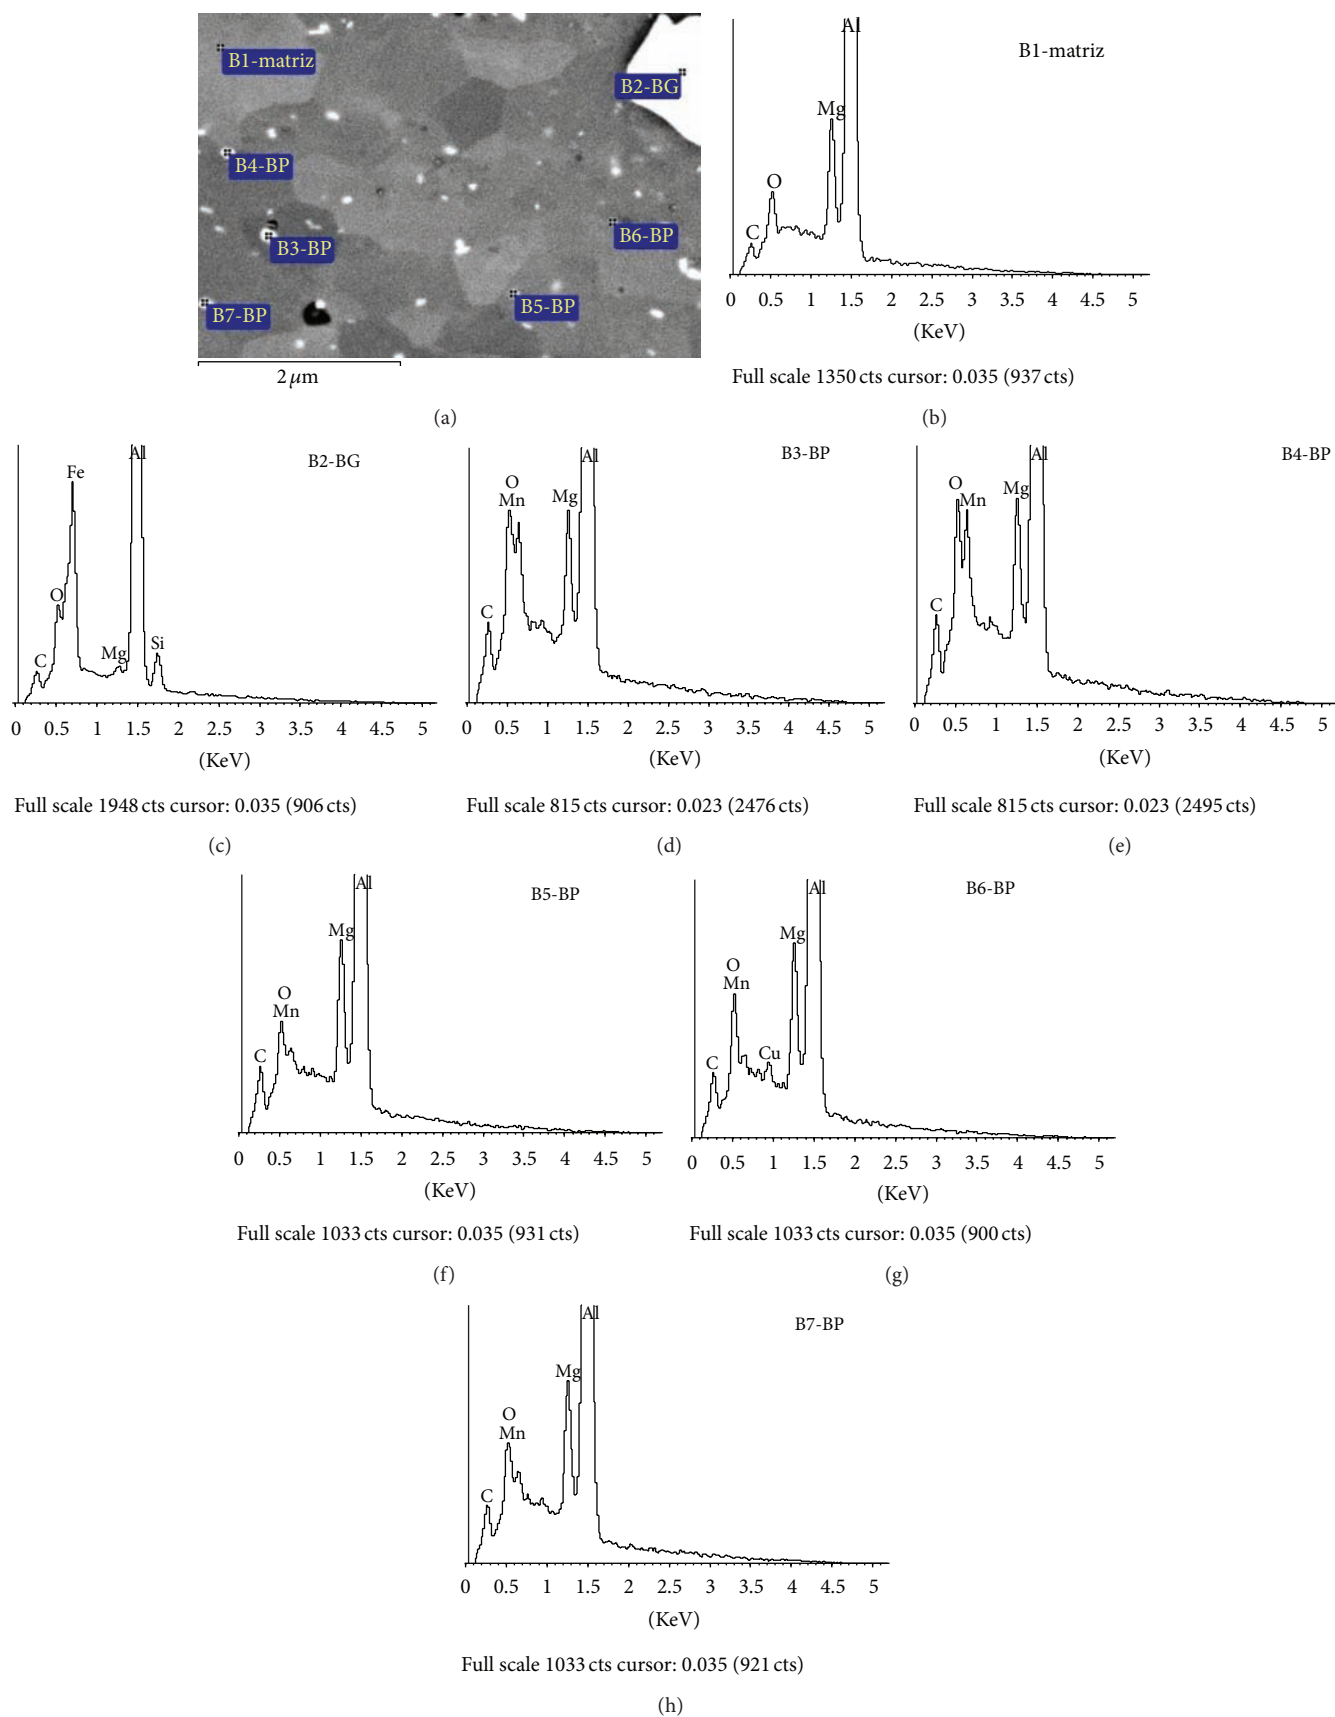 B1-matriz
B2-BG
B4-BP
B3-BP
B6-BP
B7-BP
B5-BP
2 μm
(a)
Al
B1-matriz
Mg
O
C
0 0.5 1 1.5 2 2.5 3 3.5 4 4.5 5
(KeV)
Full scale 1350 cts cursor: 0.035 (937 cts)
(b)
Al
B2-BG
Fe
O
C
Mg
Si
0 0.5 1 1.5 2 2.5 3 3.5 4 4.5 5
(KeV)
Full scale 1948 cts cursor: 0.035 (906 cts)
(c)
Al
B3-BP
O
Mn
Mg
C
0 0.5 1 1.5 2 2.5 3 3.5 4 4.5 5
(KeV)
Full scale 815 cts cursor: 0.023 (2476 cts)
(d)
Al
B4-BP
O
Mn
Mg
C
0 0.5 1 1.5 2 2.5 3 3.5 4 4.5 5
(KeV)
Full scale 815 cts cursor: 0.023 (2495 cts)
(e)
Al
B5-BP
Mg
O
Mn
C
0 0.5 1 1.5 2 2.5 3 3.5 4 4.5 5
(KeV)
Full scale 1033 cts cursor: 0.035 (931 cts)
(f)
Al
B6-BP
Mg
O
Mn
Cu
C
0 0.5 1 1.5 2 2.5 3 3.5 4 4.5 5
(KeV)
Full scale 1033 cts cursor: 0.035 (900 cts)
(g)
Al
B7-BP
Mg
O
Mn
C
0 0.5 1 1.5 2 2.5 3 3.5 4 4.5 5
(KeV)
Full scale 1033 cts cursor: 0.035 (921 cts)
(h)